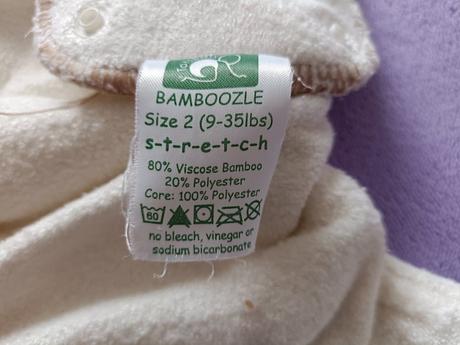 BAMBOOZLE
Size 2 (9-35lbs)
s-t-r-e-t-c-h
80% Viscose Bamboo
20% Polyester
Core: 100% Polyester
60
no bleach, vinegar or
sodium bicarbonate